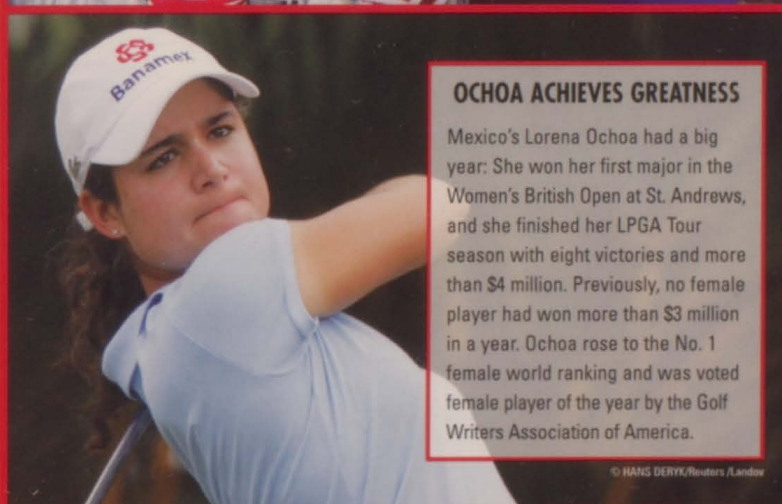 Banamex
OCHOA ACHIEVES GREATNESS
Mexico's Lorena Ochoa had a big
year: She won her first major in the
Women's British Open at St. Andrews,
and she finished her LPGA Tour
season with eight victories and more
than $4 million. Previously, no female
player had won more than $3 million
in a year. Ochoa rose to the No. 1
female world ranking and was voted
female player of the year by the Golf
Writers Association of America.
© HANS DERYK/Reuters /Landov